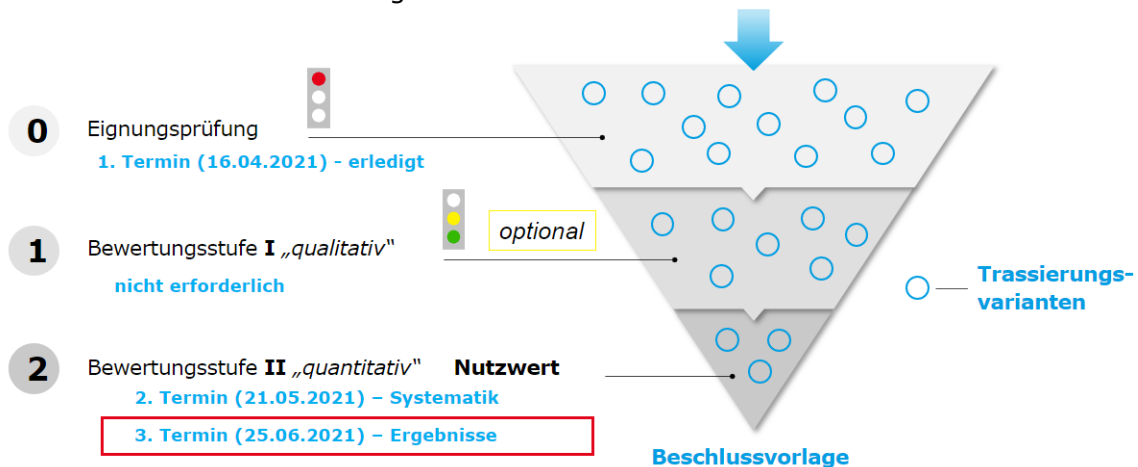 0 Eignungsprüfung
1. Termin (16.04.2021) - erledigt
optional
1 Bewertungsstufe I „qualitativ“
nicht erforderlich
Trassierungs-
varianten
2 Bewertungsstufe II „quantitativ“ Nutzwert
2. Termin (21.05.2021) – Systematik
3. Termin (25.06.2021) – Ergebnisse
Beschlussvorlage